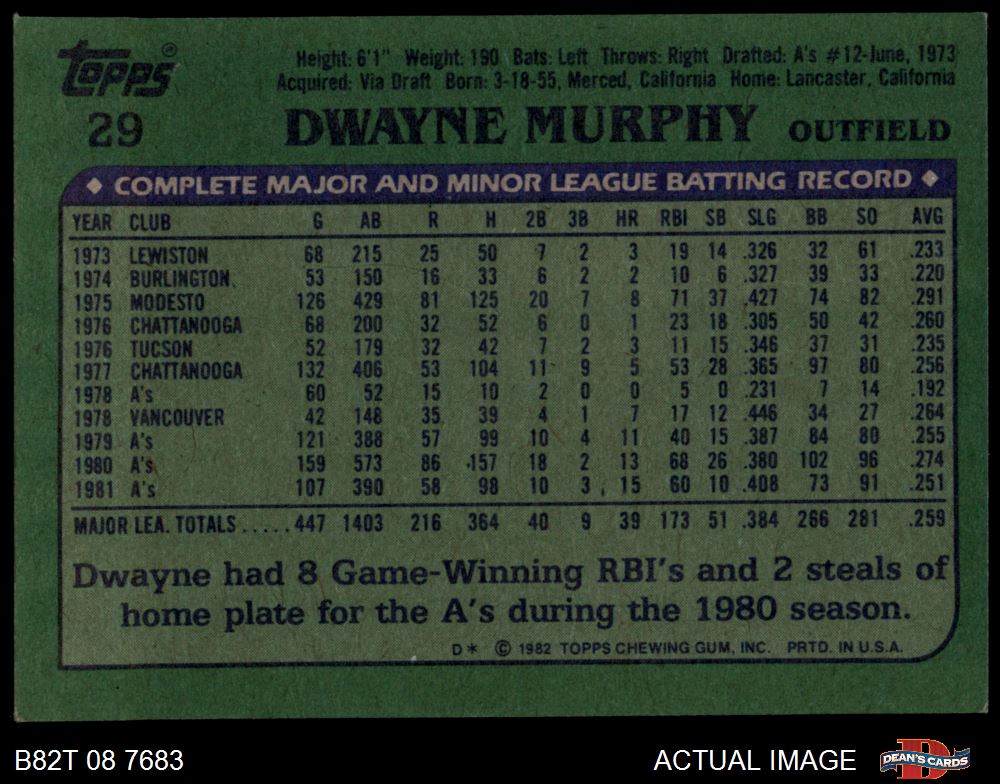 Topps®
Height: 6'1" Weight: 190 Bats: Left Throws: Right Drafted: A's #12-June, 1973
Acquired: Via Draft Born: 3-18-55, Merced, California Home: Lancaster, California
29 DWAYNE MURPHY OUTFIELD
◆ COMPLETE MAJOR AND MINOR LEAGUE BATTING RECORD ◆
YEAR CLUB G AB R H 2B 3B HR RBI SB SLG BB SO AVG
1973 LEWISTON 68 215 25 50 7 2 3 19 14 .326 32 61 .233
1974 BURLINGTON 53 150 16 33 6 2 2 10 6 .327 39 33 .220
1975 MODESTO 126 429 81 125 20 7 8 71 37 .427 74 82 .291
1976 CHATTANOOGA 68 200 32 52 6 0 1 23 18 .305 50 42 .260
1976 TUCSON 52 179 32 42 7 2 3 11 15 .346 37 31 .235
1977 CHATTANOOGA 132 406 53 104 11 9 5 53 28 .365 97 80 .256
1978 A's 60 52 15 10 2 0 0 5 0 .231 7 14 .192
1978 VANCOUVER 42 148 35 39 4 1 7 17 12 .446 34 27 .264
1979 A's 121 388 57 99 10 4 11 40 15 .387 84 80 .255
1980 A's 159 573 86 157 18 2 13 68 26 .380 102 96 .274
1981 A's 107 390 58 98 10 3 15 60 10 .408 73 91 .251
MAJOR LEA. TOTALS ..... 447 1403 216 364 40 9 39 173 51 .384 266 281 .259
Dwayne had 8 Game-Winning RBI's and 2 steals of
home plate for the A's during the 1980 season.
D* © 1982 TOPPS CHEWING GUM, INC. PRTD. IN U.S.A.
B82T 08 7683 ACTUAL IMAGE DEAN'S CARDS